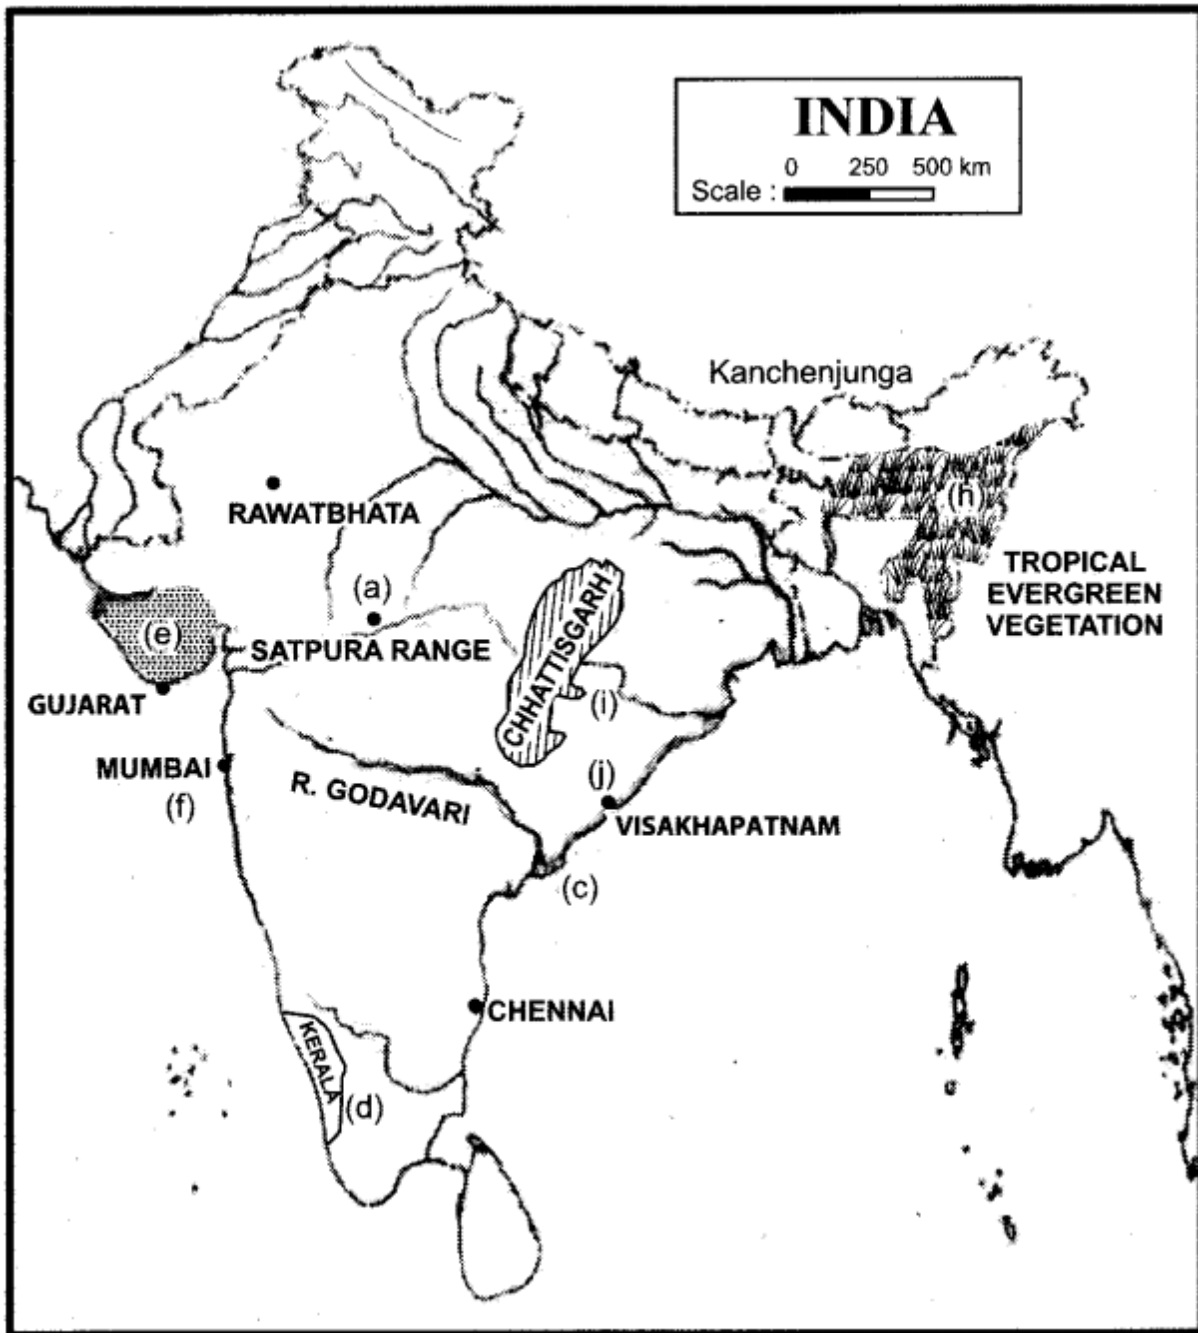 INDIA
0 250 500 km
Scale :
Kanchenjunga
(h)
RAWATBHATA
TROPICAL
EVERGREEN
VEGETATION
(a)
(e)
SATPURA RANGE
CHHATTISGARH
GUJARAT
(i)
MUMBAI
(f)
R. GODAVARI
(j)
VISAKHAPATNAM
(c)
CHENNAI
KERALA
(d)